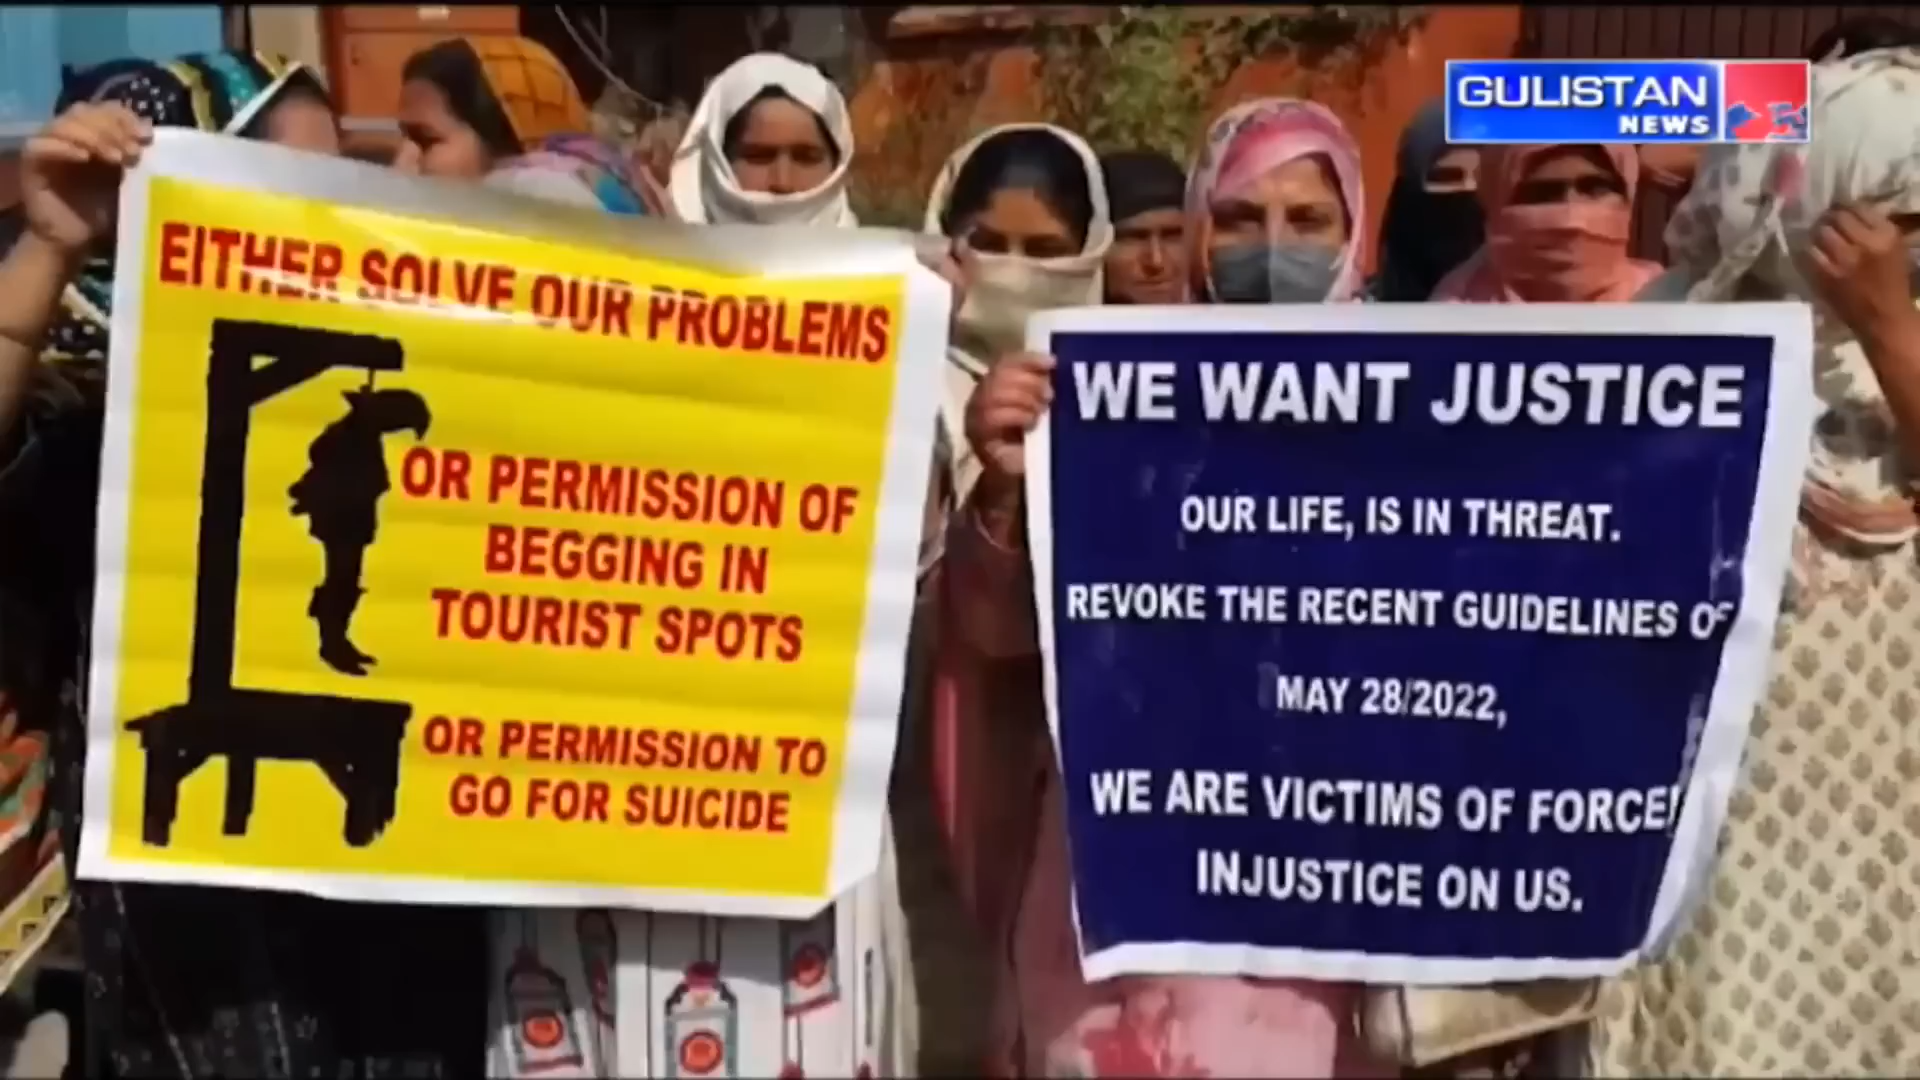 GULISTAN
NEWS
EITHER SOLVE OUR PROBLEMS
OR PERMISSION OF
BEGGING IN
TOURIST SPOTS
OR PERMISSION TO
GO FOR SUICIDE
WE WANT JUSTICE
OUR LIFE, IS IN THREAT.
REVOKE THE RECENT GUIDELINES OF
MAY 28/2022,
WE ARE VICTIMS OF FORCE!
INJUSTICE ON US.